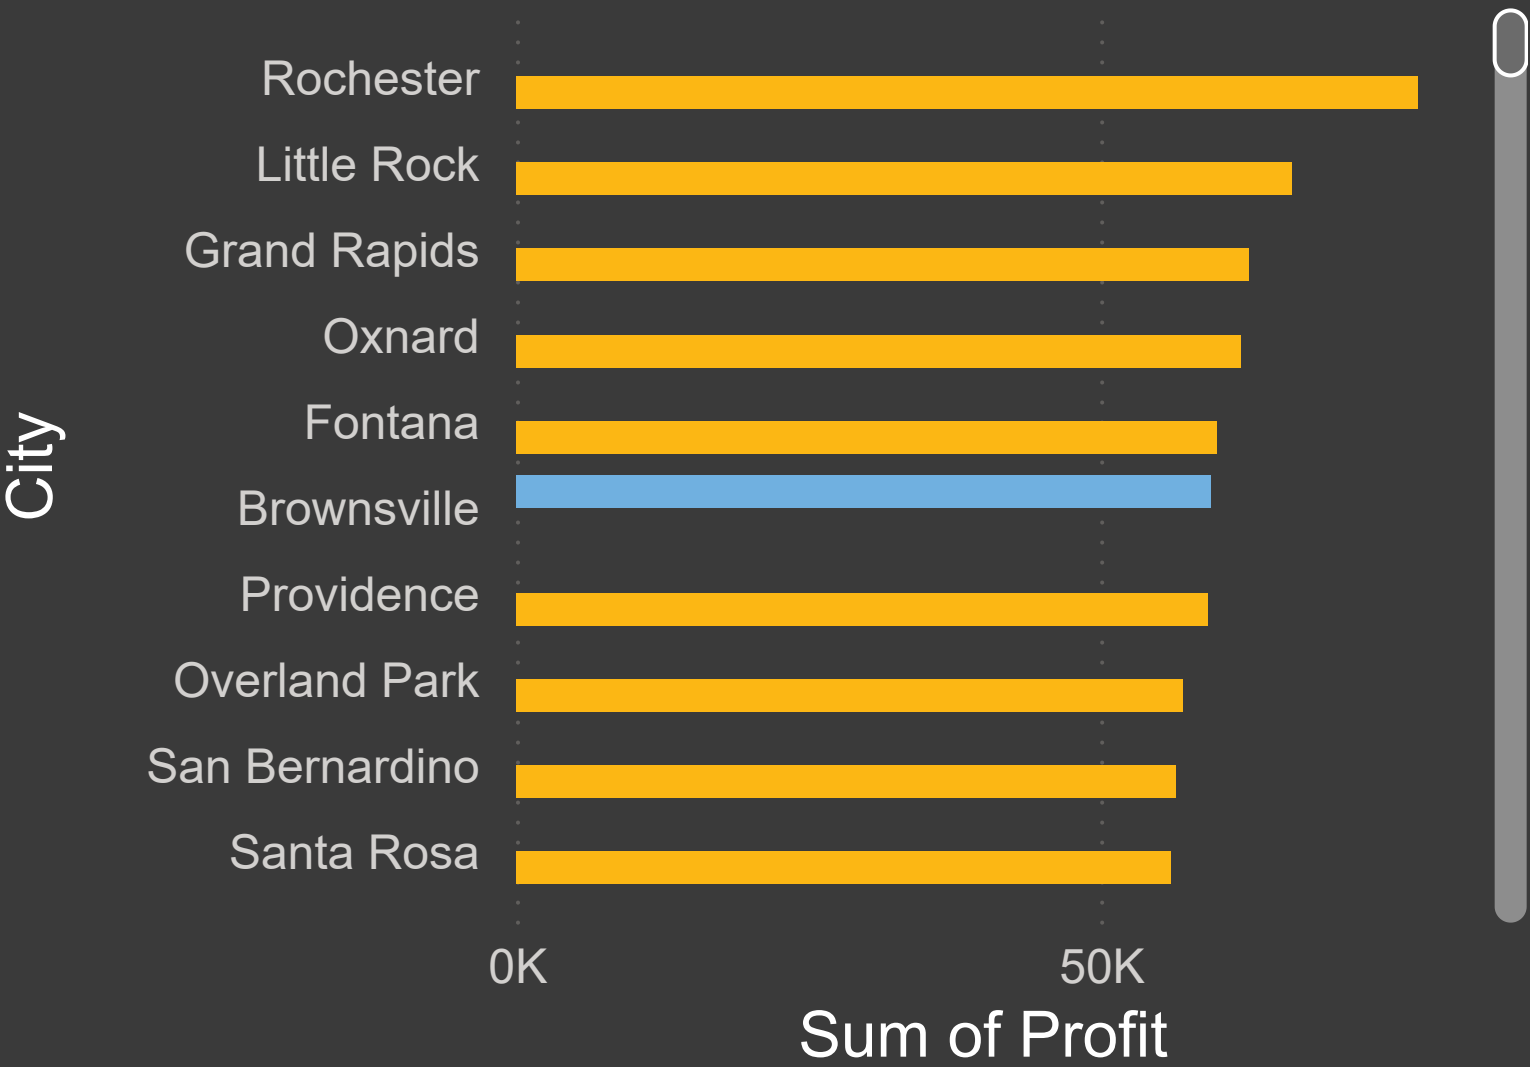 Rochester
Little Rock
Grand Rapids
Oxnard
Fontana
Brownsville
Providence
Overland Park
San Bernardino
Santa Rosa
City
0K 50K
Sum of Profit